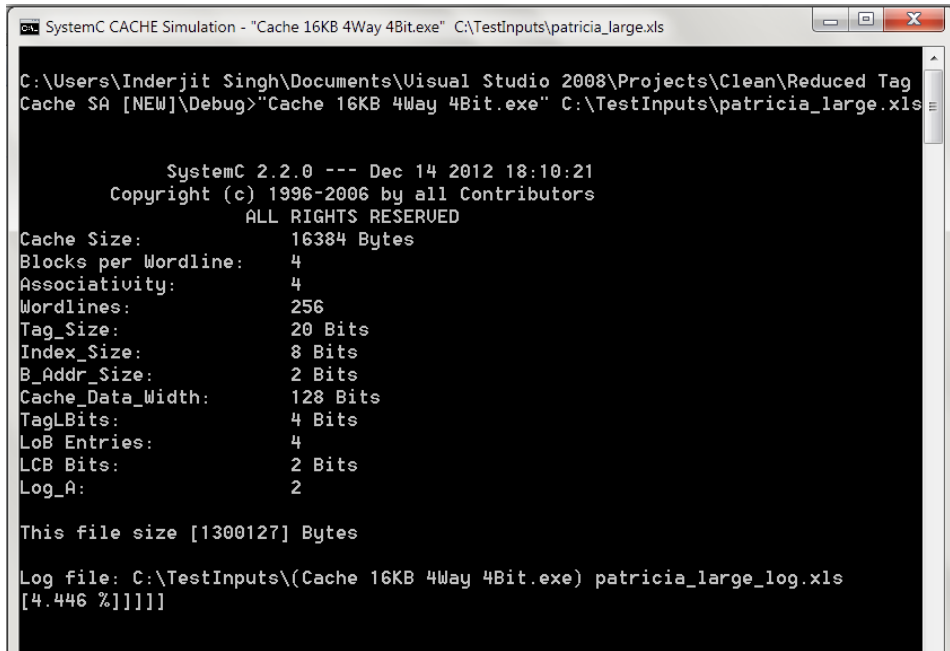 SystemC CACHE Simulation - "Cache 16KB 4Way 4Bit.exe" C:\TestInputs\patricia_large.xls
C:\Users\Inderjit Singh\Documents\Visual Studio 2008\Projects\Clean\Reduced Tag
Cache SA [NEW]\Debug>"Cache 16KB 4Way 4Bit.exe" C:\TestInputs\patricia_large.xls
SystemC 2.2.0 --- Dec 14 2012 18:10:21
Copyright (c) 1996-2006 by all Contributors
ALL RIGHTS RESERVED
Cache Size: 16384 Bytes
Blocks per Wordline: 4
Associativity: 4
Wordlines: 256
Tag_Size: 20 Bits
Index_Size: 8 Bits
B_Addr_Size: 2 Bits
Cache_Data_Width: 128 Bits
TagLBits: 4 Bits
LoB Entries: 4
LCB Bits: 2 Bits
Log_A: 2
This file size [1300127] Bytes
Log file: C:\TestInputs\(Cache 16KB 4Way 4Bit.exe) patricia_large_log.xls
[4.446 %]]]]]